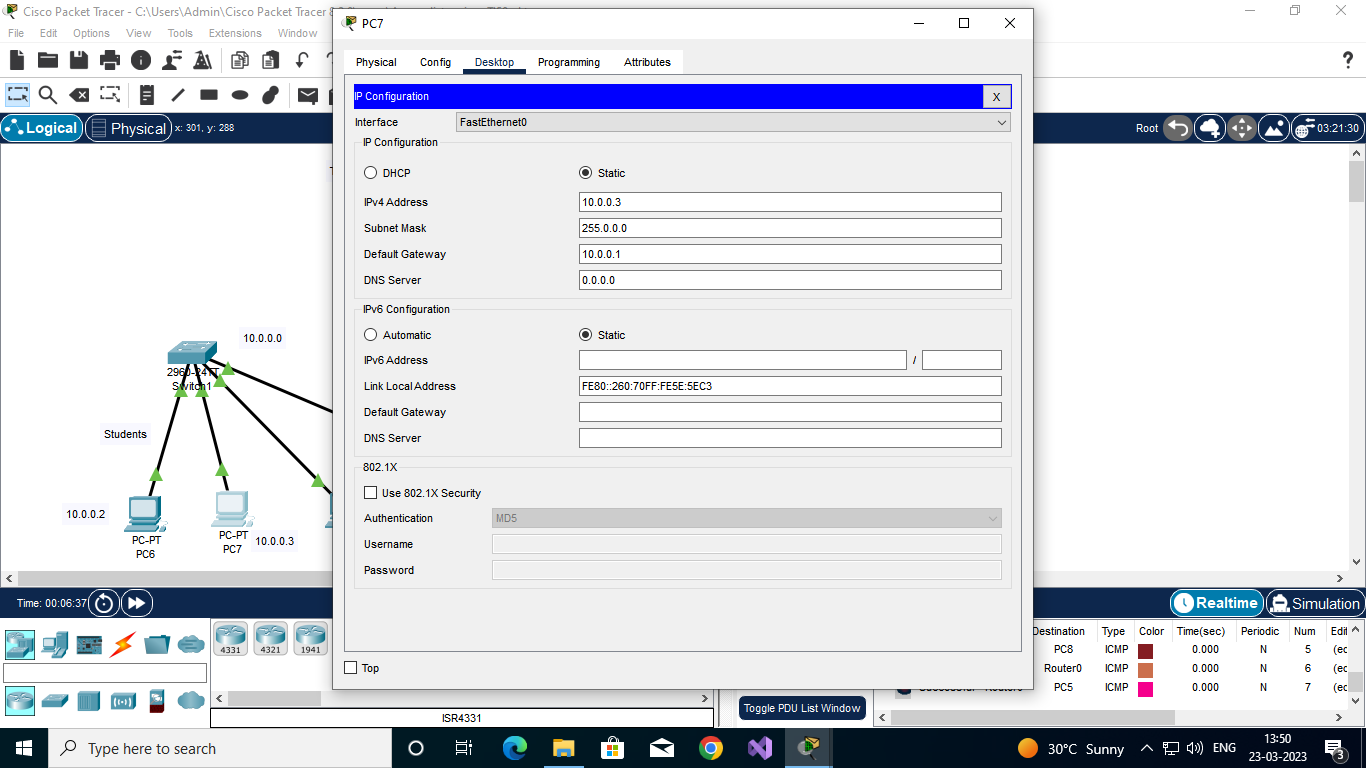 Cisco Packet Tracer - C:\Users\Admin\Cisco Packet Tracer 8
PC7
File Edit Options View Tools Extensions Window
Physical Config Desktop Programming Attributes
IP Configuration X
Interface FastEthernet0
Logical Physical x: 301, y: 288
Root 03:21:30
IP Configuration
DHCP Static
IPv4 Address 10.0.0.3
Subnet Mask 255.0.0.0
Default Gateway 10.0.0.1
DNS Server 0.0.0.0
IPv6 Configuration
Automatic Static
IPv6 Address /
Link Local Address FE80::260:70FF:FE5E:5EC3
Default Gateway
DNS Server
802.1X
Use 802.1X Security
Authentication MD5
Username
Password
Top
10.0.0.0
2960-24TT
Switch1
Students
10.0.0.2
PC-PT
PC6
PC-PT
PC7
10.0.0.3
Time: 00:06:37
Realtime Simulation
4331 4321 1941
ISR4331
Toggle PDU List Window
Destination Type Color Time(sec) Periodic Num Edit
PC8 ICMP 0.000 N 5 (ed
Router0 ICMP 0.000 N 6 (ed
PC5 ICMP 0.000 N 7 (ed
Type here to search
30°C Sunny
ENG
13:50
23-03-2023
3